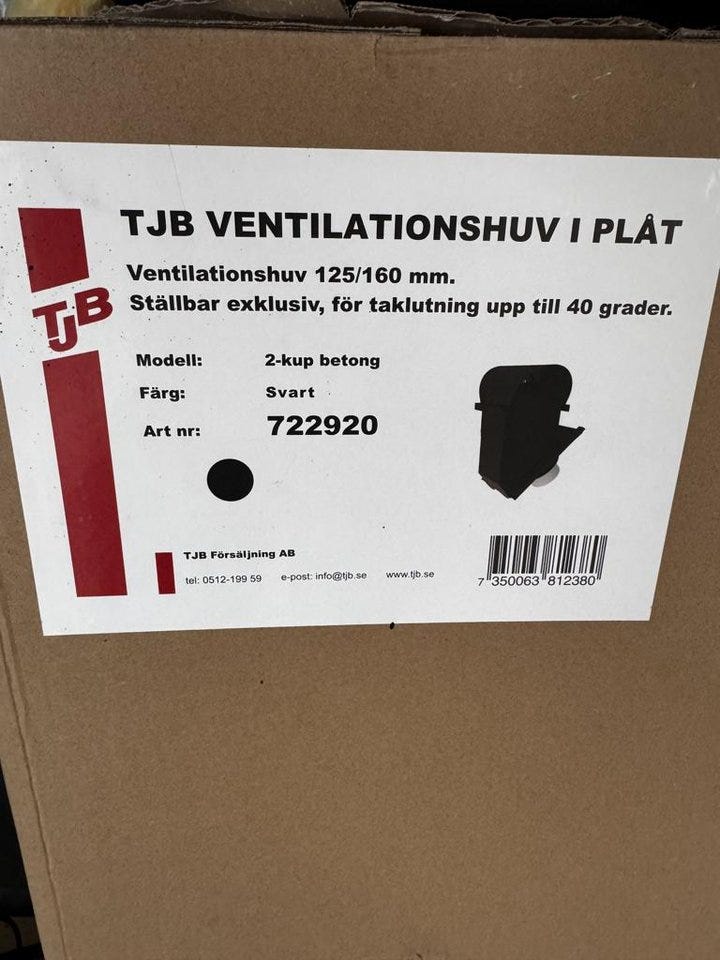 TJB VENTILATIONSHUV I PLÅT
Ventilationshuv 125/160 mm.
Ställbar exklusiv, för taklutning upp till 40 grader.
TJB
Modell: 2-kup betong
Färg: Svart
Art nr: 722920
TJB Försäljning AB
tel: 0512-199 59 e-post: info@tjb.se www.tjb.se
7 350063 812380